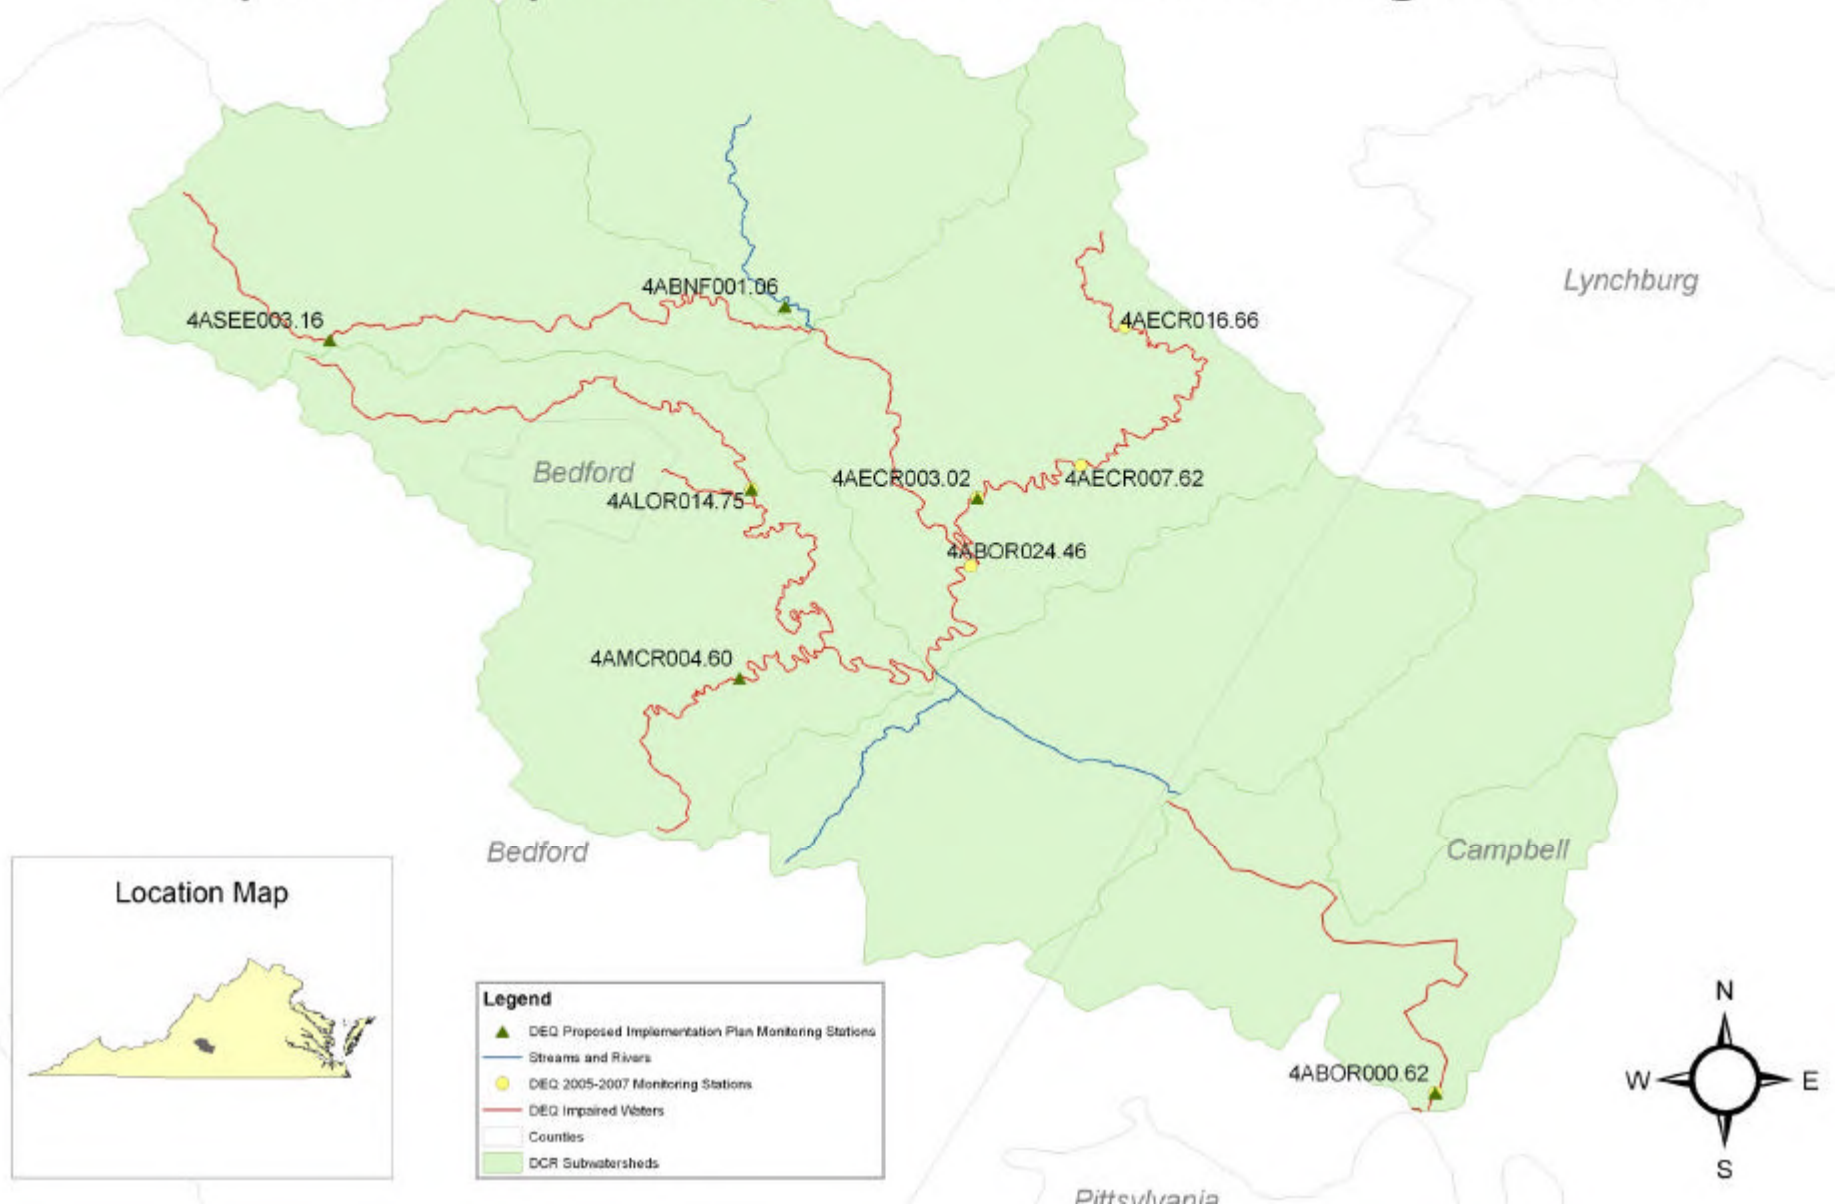 Lynchburg
4ABNF001.06
4ASEE003.16
4AECR016.66
Bedford
4AECR003.02
4AECR007.62
4ALOR014.75
4ABOR024.46
4AMCR004.60
Bedford
Campbell
Location Map
Legend
DEQ Proposed Implementation Plan Monitoring Stations
Streams and Rivers
DEQ 2005-2007 Monitoring Stations
DEQ Impaired Waters
Counties
DCR Subwatersheds
4ABOR000.62
N
W
E
S
Pittsylvania